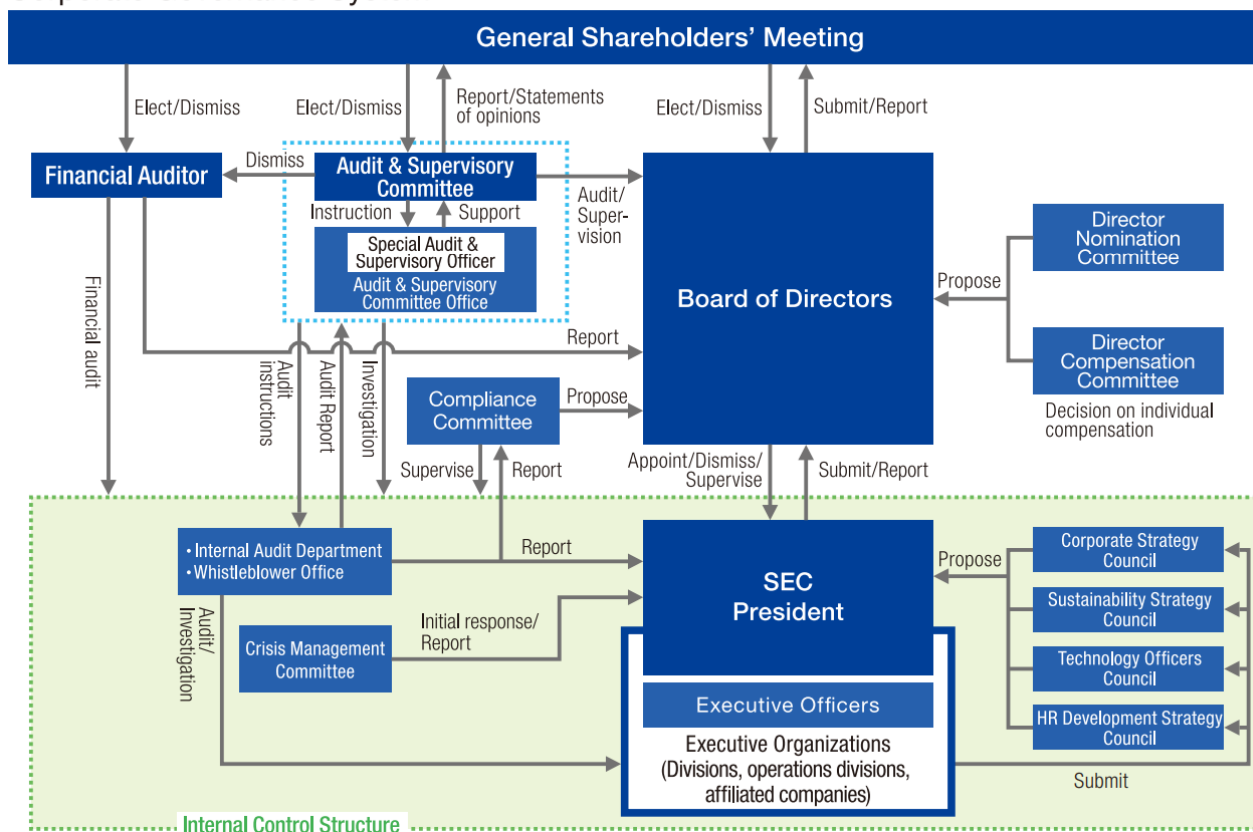 General Shareholders' Meeting
Elect/Dismiss
Elect/Dismiss
Report/Statements
of opinions
Elect/Dismiss
Submit/Report
Financial Auditor
Dismiss
Audit & Supervisory
Committee
Audit/
Super-
vision
Instruction
Support
Special Audit &
Supervisory Officer
Audit & Supervisory
Committee Office
Board of Directors
Director
Nomination
Committee
Propose
Director
Compensation
Committee
Decision on individual
compensation
Financial audit
Audit
instructions
Audit Report
Investigation
Report
Compliance
Committee
Propose
Supervise
Report
Appoint/Dismiss/
Supervise
Submit/Report
• Internal Audit Department
• Whistleblower Office
Report
SEC
President
Propose
Corporate Strategy
Council
Sustainability Strategy
Council
Technology Officers
Council
HR Development Strategy
Council
Audit/
Investigation
Crisis Management
Committee
Initial response/
Report
Executive Officers
Executive Organizations
(Divisions, operations divisions,
affiliated companies)
Submit
Internal Control Structure